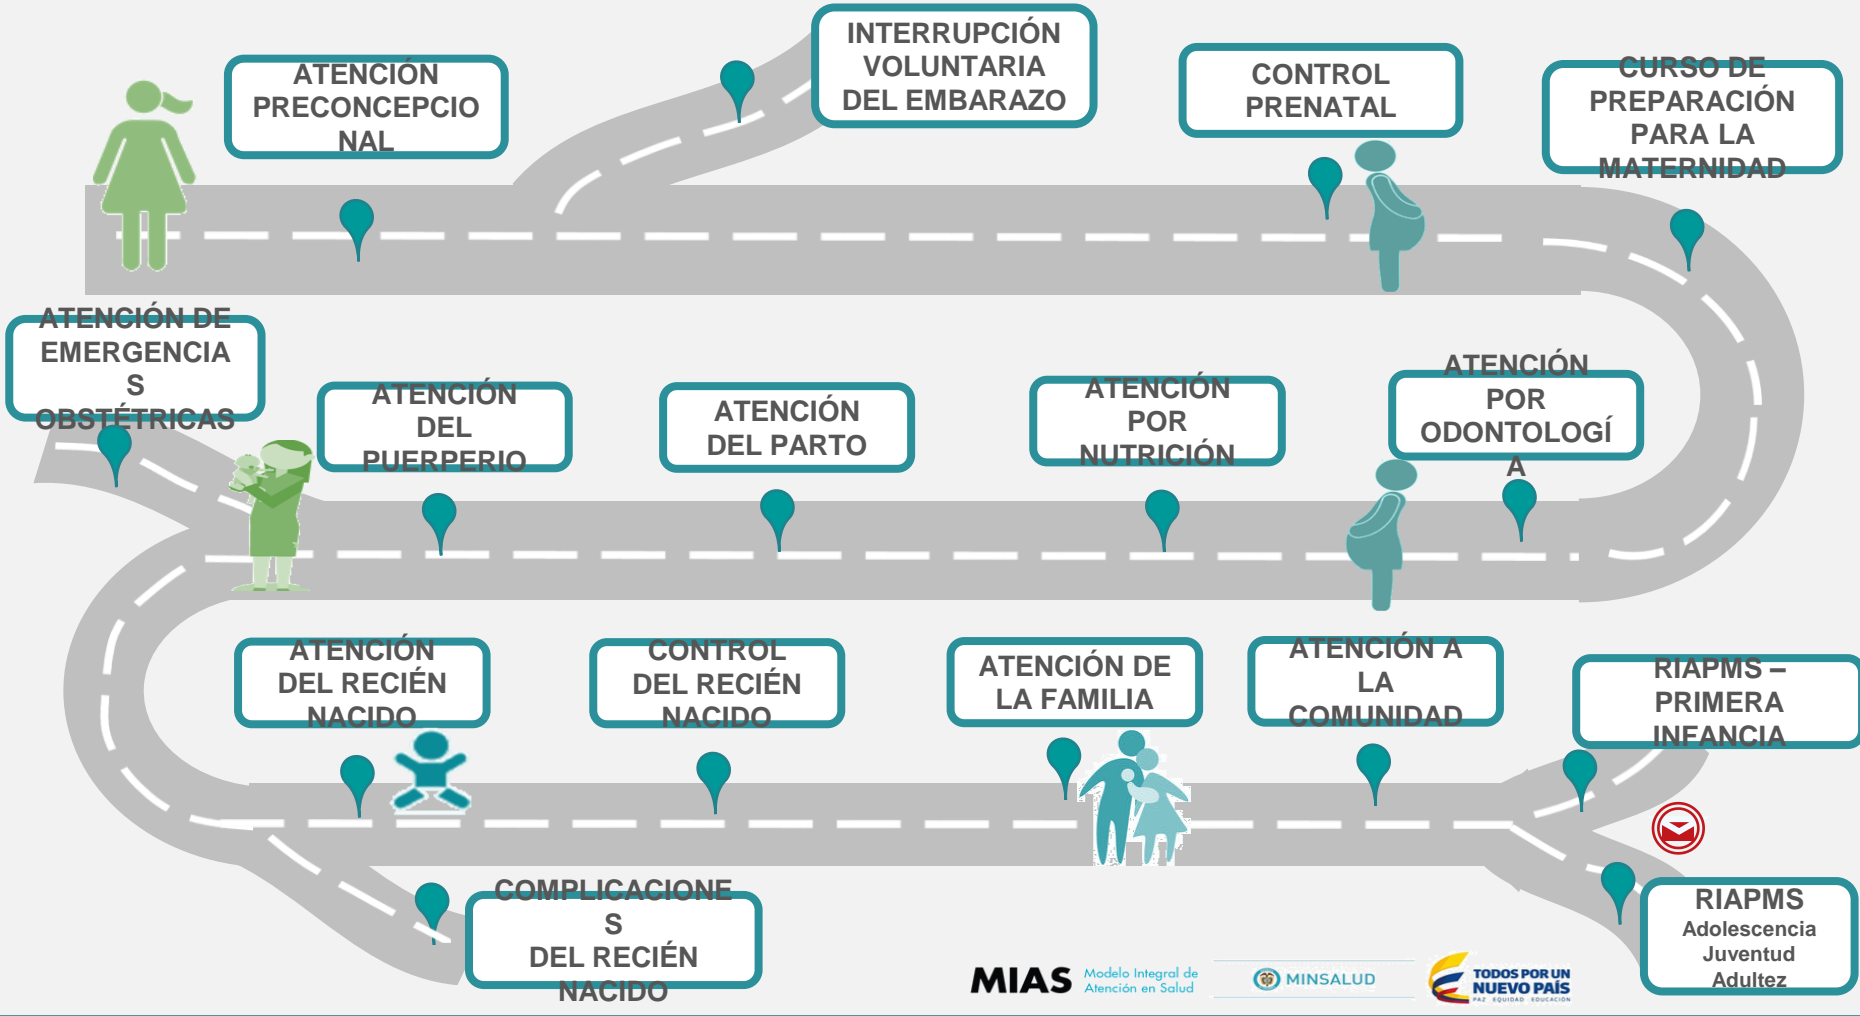 ATENCIÓN
PRECONCEPCIO
NAL
INTERRUPCIÓN
VOLUNTARIA
DEL EMBARAZO
CONTROL
PRENATAL
CURSO DE
PREPARACIÓN
PARA LA
MATERNIDAD
ATENCIÓN DE
EMERGENCIA
S
OBSTÉTRICAS
ATENCIÓN
DEL
PUERPERIO
ATENCIÓN
DEL PARTO
ATENCIÓN
POR
NUTRICIÓN
ATENCIÓN
POR
ODONTOLOGÍ
A
ATENCIÓN
DEL RECIÉN
NACIDO
CONTROL
DEL RECIÉN
NACIDO
ATENCIÓN DE
LA FAMILIA
ATENCIÓN A
LA
COMUNIDAD
RIAPMS –
PRIMERA
INFANCIA
COMPLICACIONE
S
DEL RECIÉN
NACIDO
RIAPMS
Adolescencia
Juventud
Adultez
MIAS
Modelo Integral de
Atención en Salud
MINSALUD
TODOS POR UN
NUEVO PAÍS
PAZ EQUIDAD EDUCACIÓN